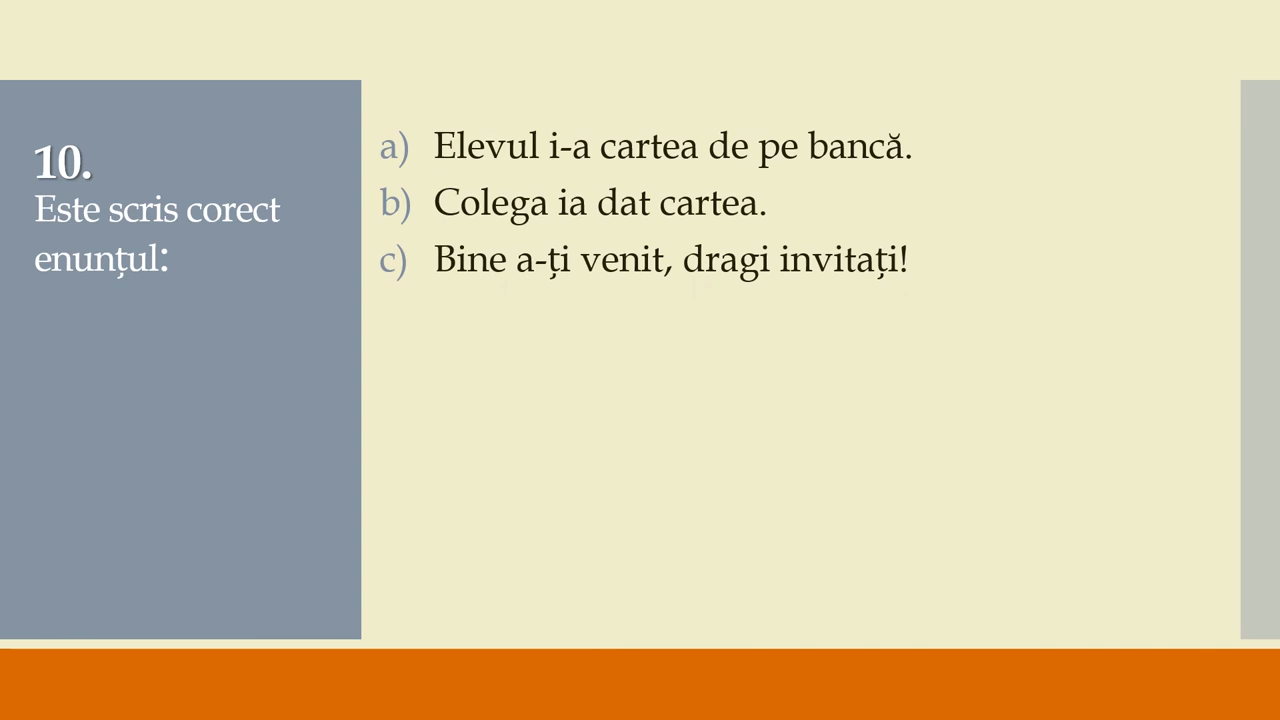 10.
Este scris corect
enunțul:
a) Elevul i-a cartea de pe bancă.
b) Colega ia dat cartea.
c) Bine a-ți venit, dragi invitați!